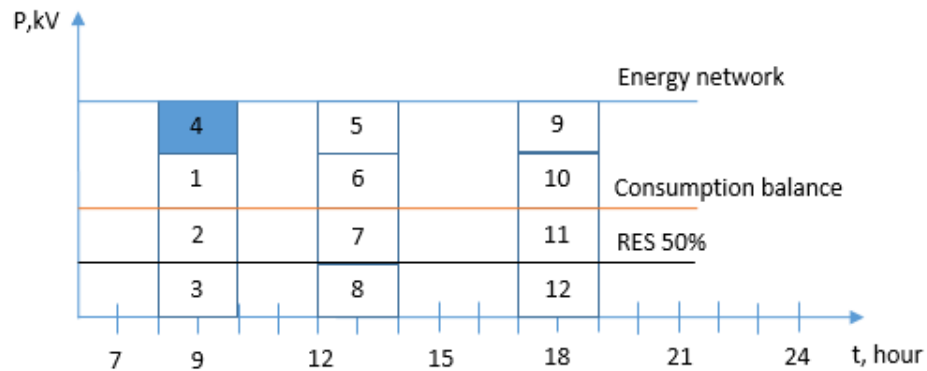 P,kV
Energy network
4 5 9
1 6 10
Consumption balance
2 7 11
RES 50%
3 8 12
7 9 12 15 18 21 24 t, hour